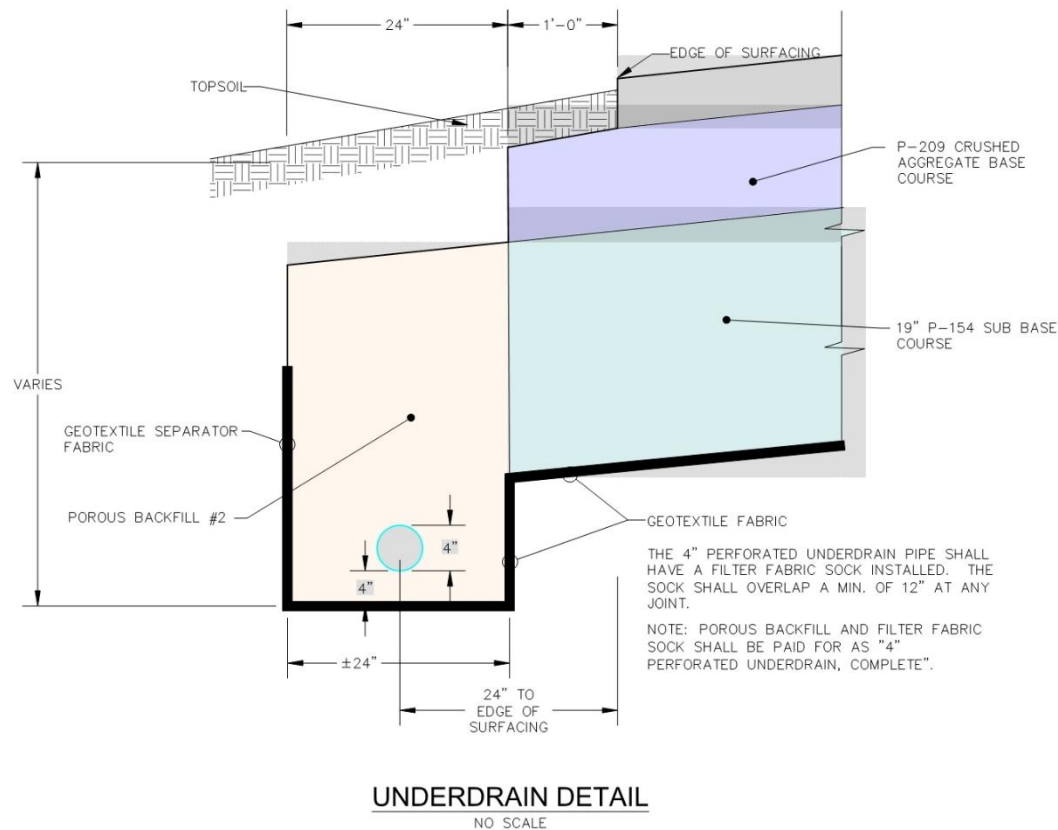 24"
1'-0"
EDGE OF SURFACING
TOPSOIL
P-209 CRUSHED
AGGREGATE BASE
COURSE
19" P-154 SUB BASE
COURSE
VARIES
GEOTEXTILE SEPARATOR
FABRIC
POROUS BACKFILL #2
4"
4"
GEOTEXTILE FABRIC
THE 4" PERFORATED UNDERDRAIN PIPE SHALL
HAVE A FILTER FABRIC SOCK INSTALLED. THE
SOCK SHALL OVERLAP A MIN. OF 12" AT ANY
JOINT.
NOTE: POROUS BACKFILL AND FILTER FABRIC
SOCK SHALL BE PAID FOR AS "4"
PERFORATED UNDERDRAIN, COMPLETE".
±24"
24" TO
EDGE OF
SURFACING
UNDERDRAIN DETAIL
NO SCALE